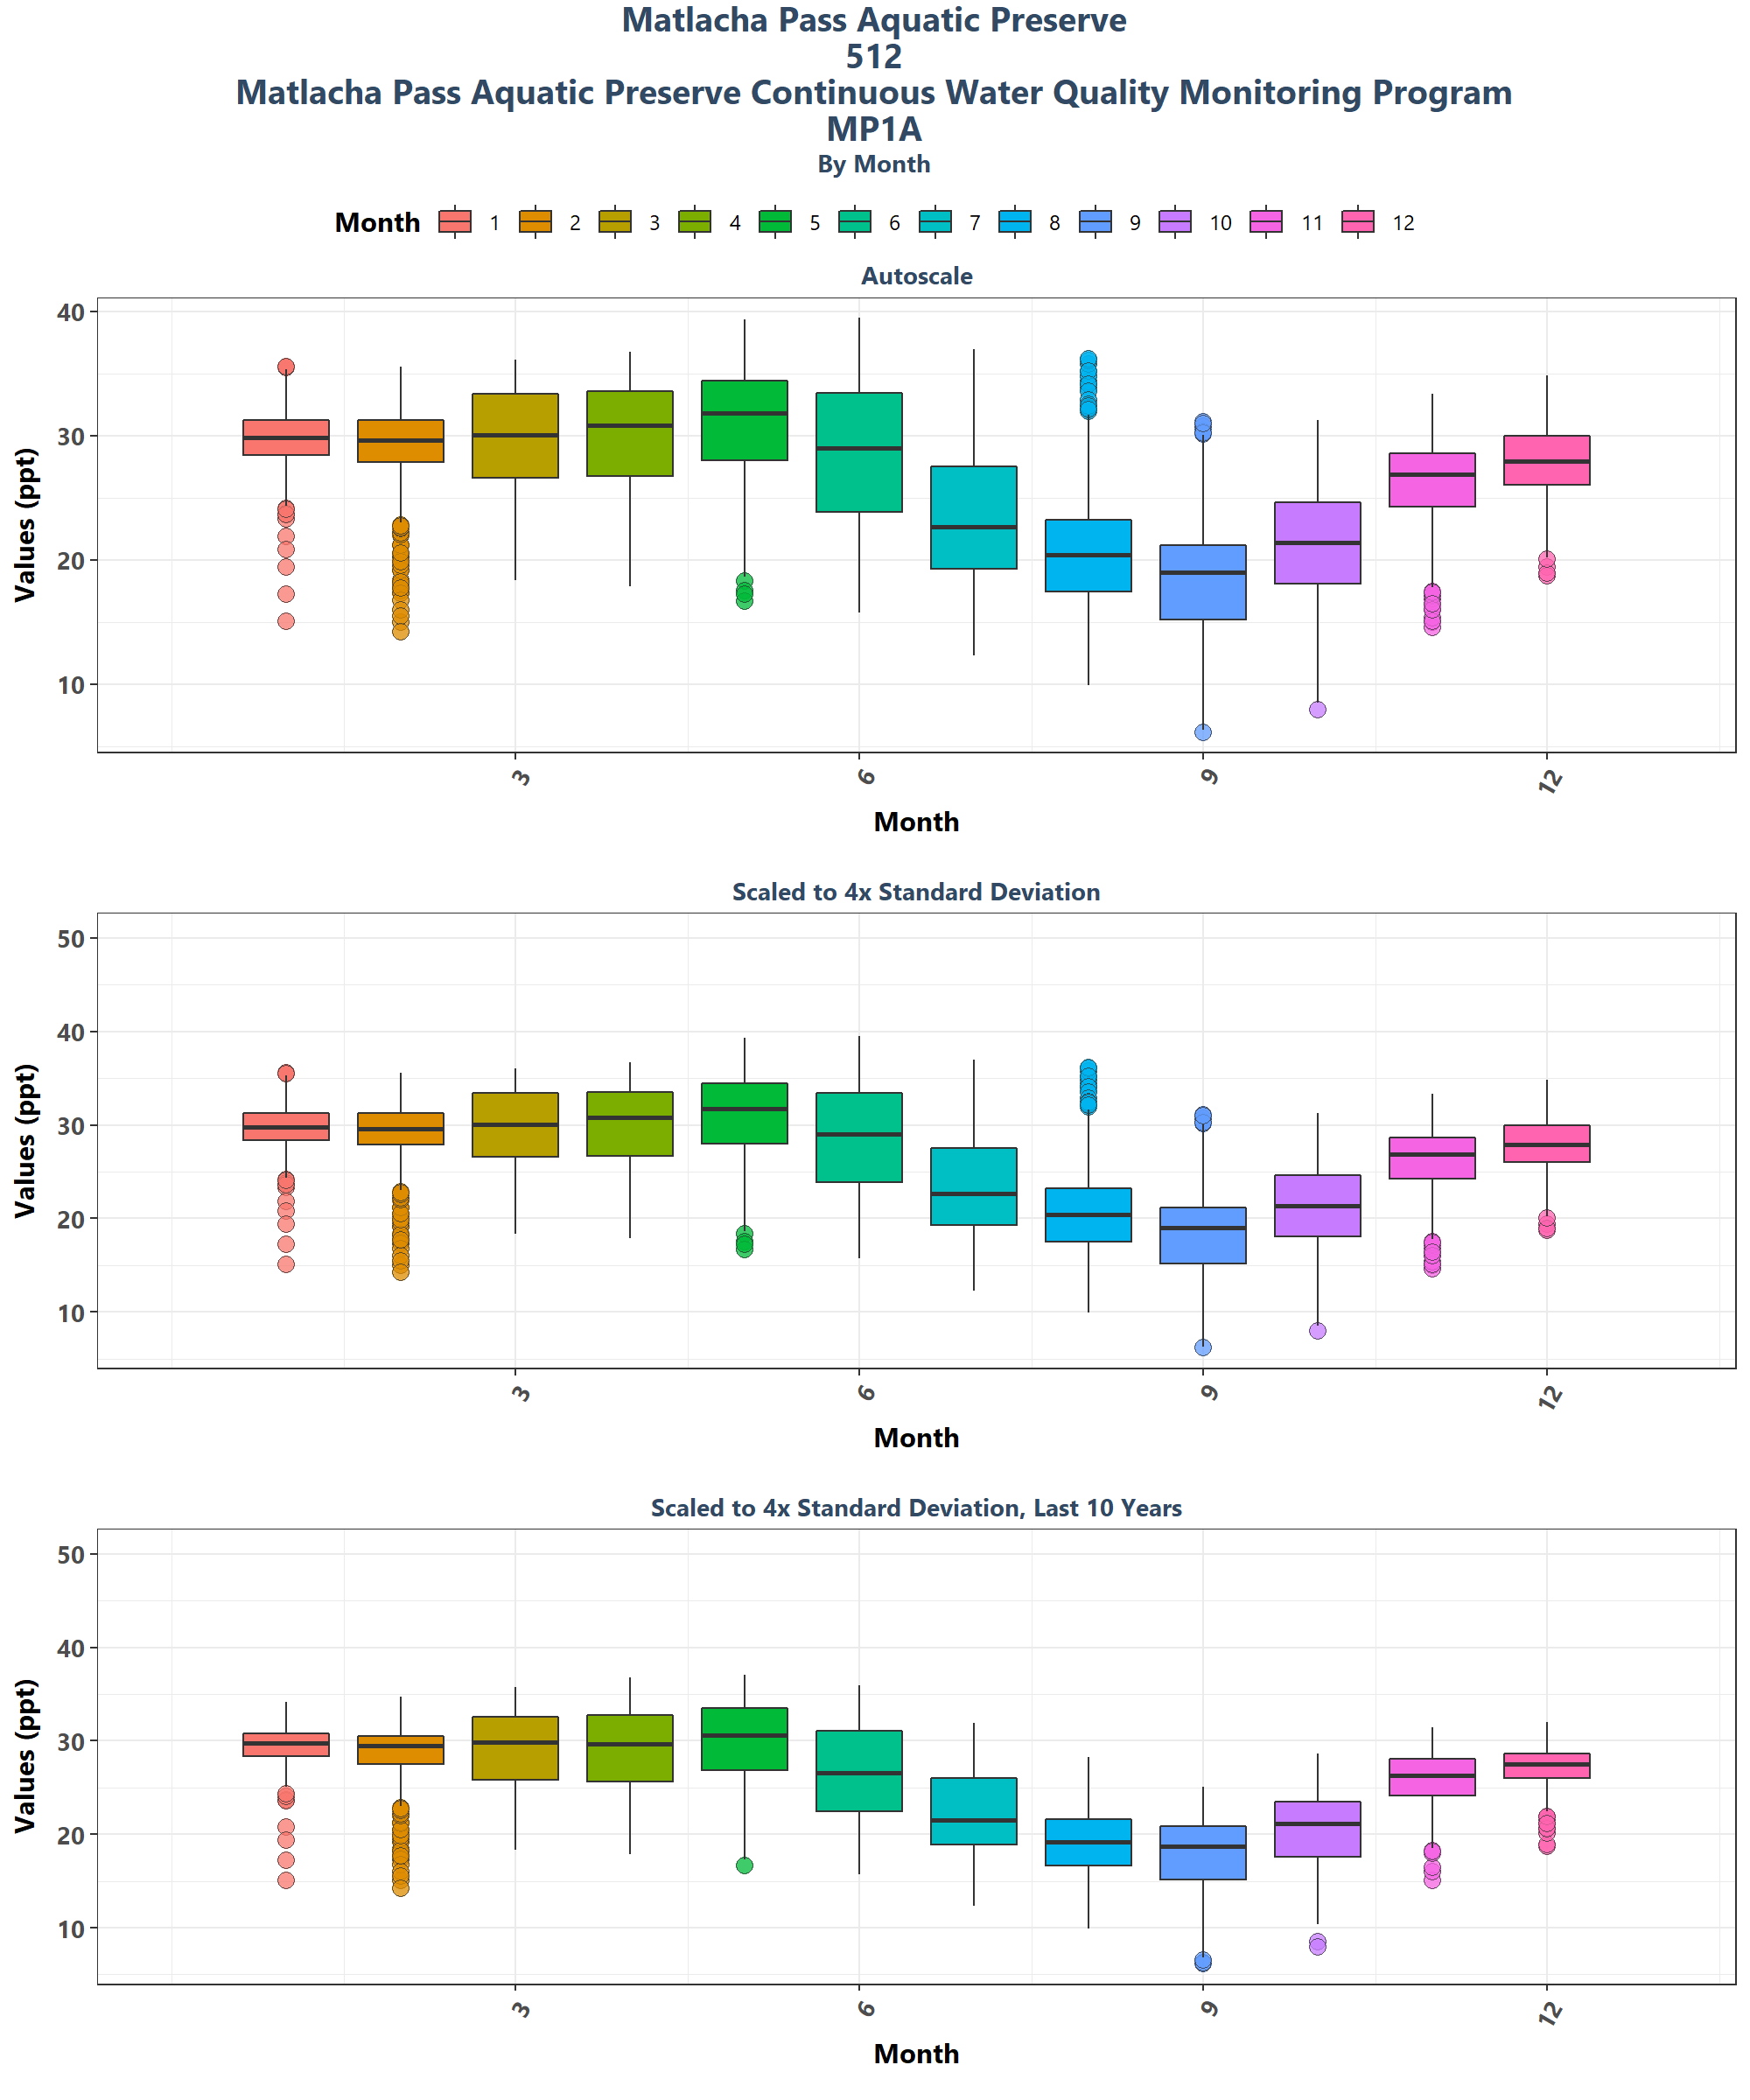 Matlacha Pass Aquatic Preserve
512
Matlacha Pass Aquatic Preserve Continuous Water Quality Monitoring Program
MP1A
By Month
Month 1 2 3 4 5 6 7 8 9 10 11 12
Autoscale
Values (ppt)
40
30
20
10
3 6 9 12
Month
Scaled to 4x Standard Deviation
Values (ppt)
50
40
30
20
10
3 6 9 12
Month
Scaled to 4x Standard Deviation, Last 10 Years
Values (ppt)
50
40
30
20
10
3 6 9 12
Month